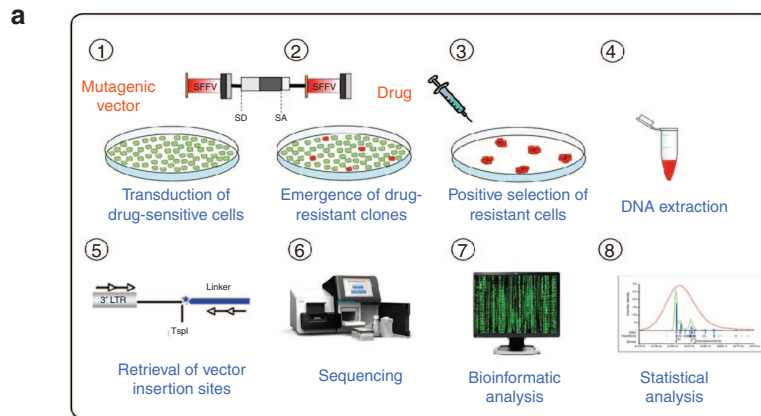 a
① ② ③ ④
Mutagenic
vector
SFFV SFFV
Drug
SD SA
Transduction of
drug-sensitive cells
Emergence of drug-
resistant clones
Positive selection of
resistant cells
DNA extraction
⑤ ⑥ ⑦ ⑧
3′ LTR
Linker
TspI
Retrieval of vector
insertion sites
Sequencing
Bioinformatic
analysis
Statistical
analysis